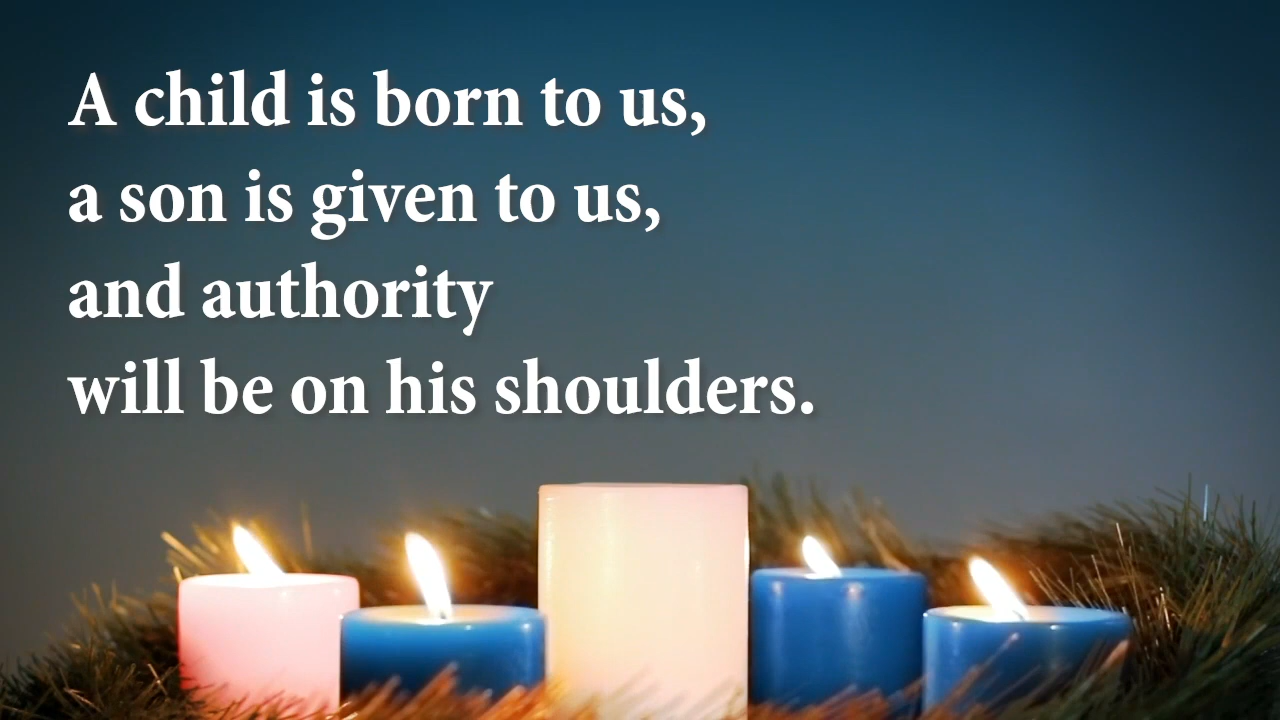 A child is born to us,
a son is given to us,
and authority
will be on his shoulders.